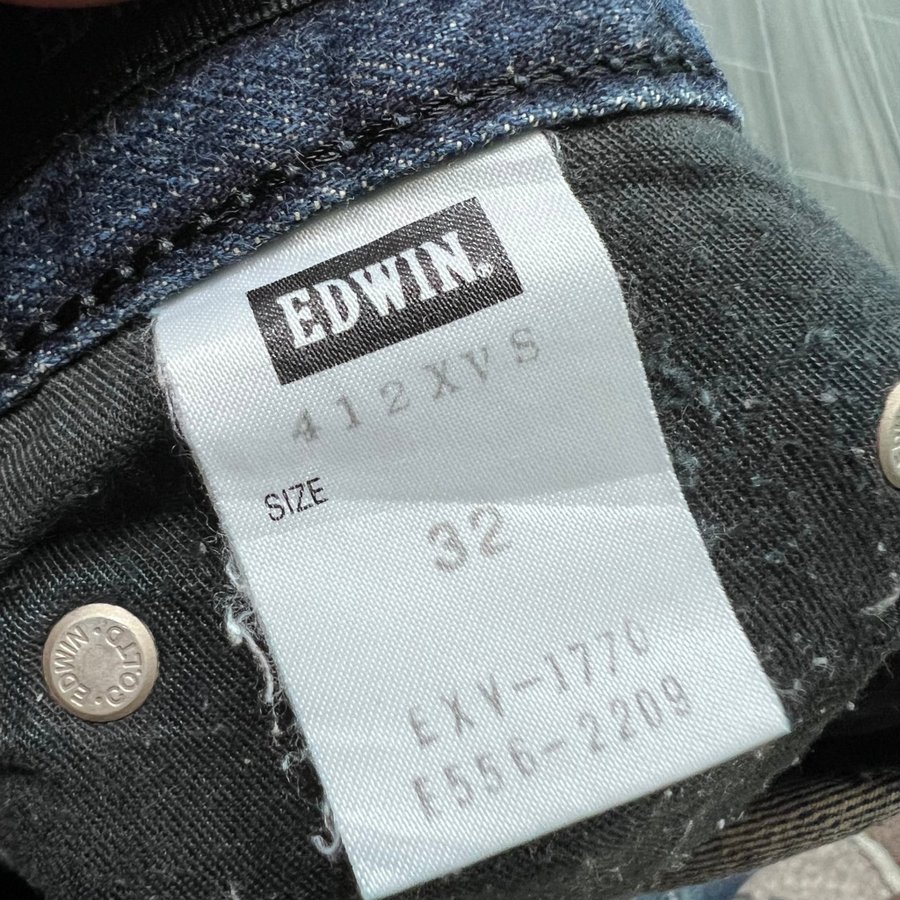 EDWIN
412XVS
SIZE
32
EXV-1770
E556-2209
EDWIN CO.LTD.